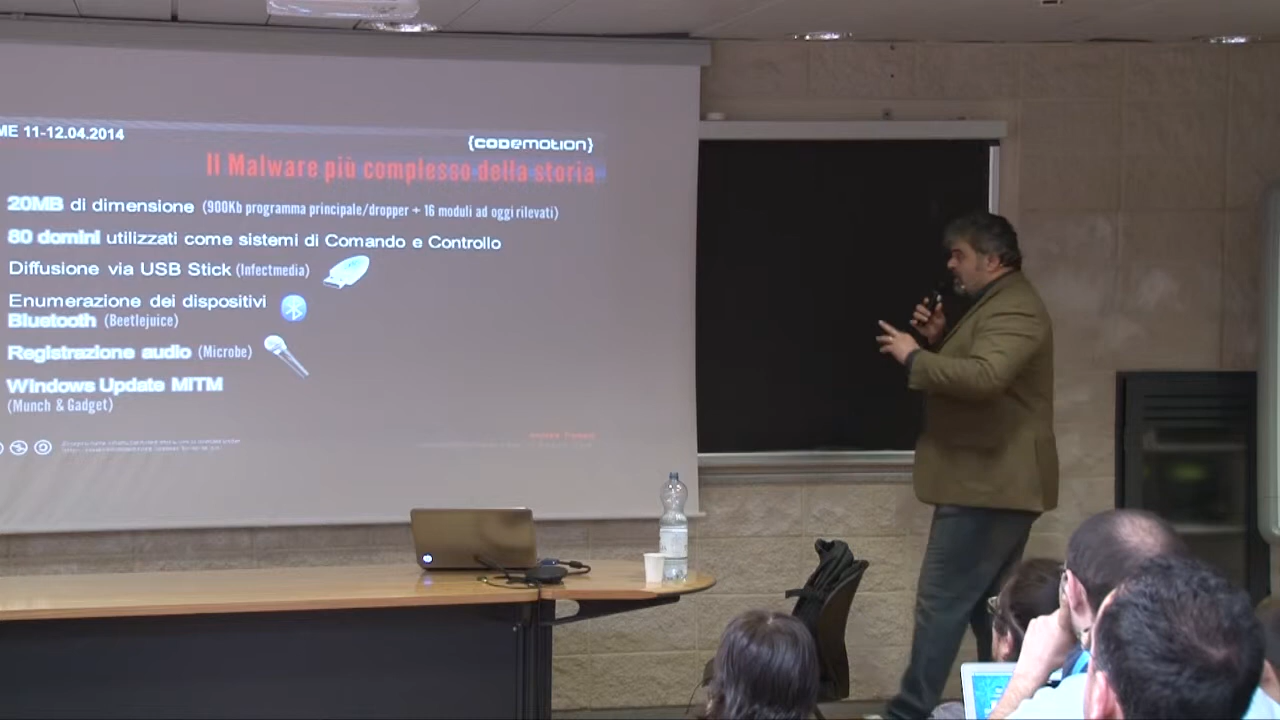 ME 11-12.04.2014
{CODEMOTION}
Il Malware più complesso della storia
20MB di dimensione (900Kb programma principale/dropper + 16 moduli ad oggi rilevati)
80 domini utilizzati come sistemi di Comando e Controllo
Diffusione via USB Stick (Infectmedia)
Enumerazione dei dispositivi
Bluetooth (Beetlejuice)
Registrazione audio (Microbe)
Windows Update MITM
(Munch & Gadget)